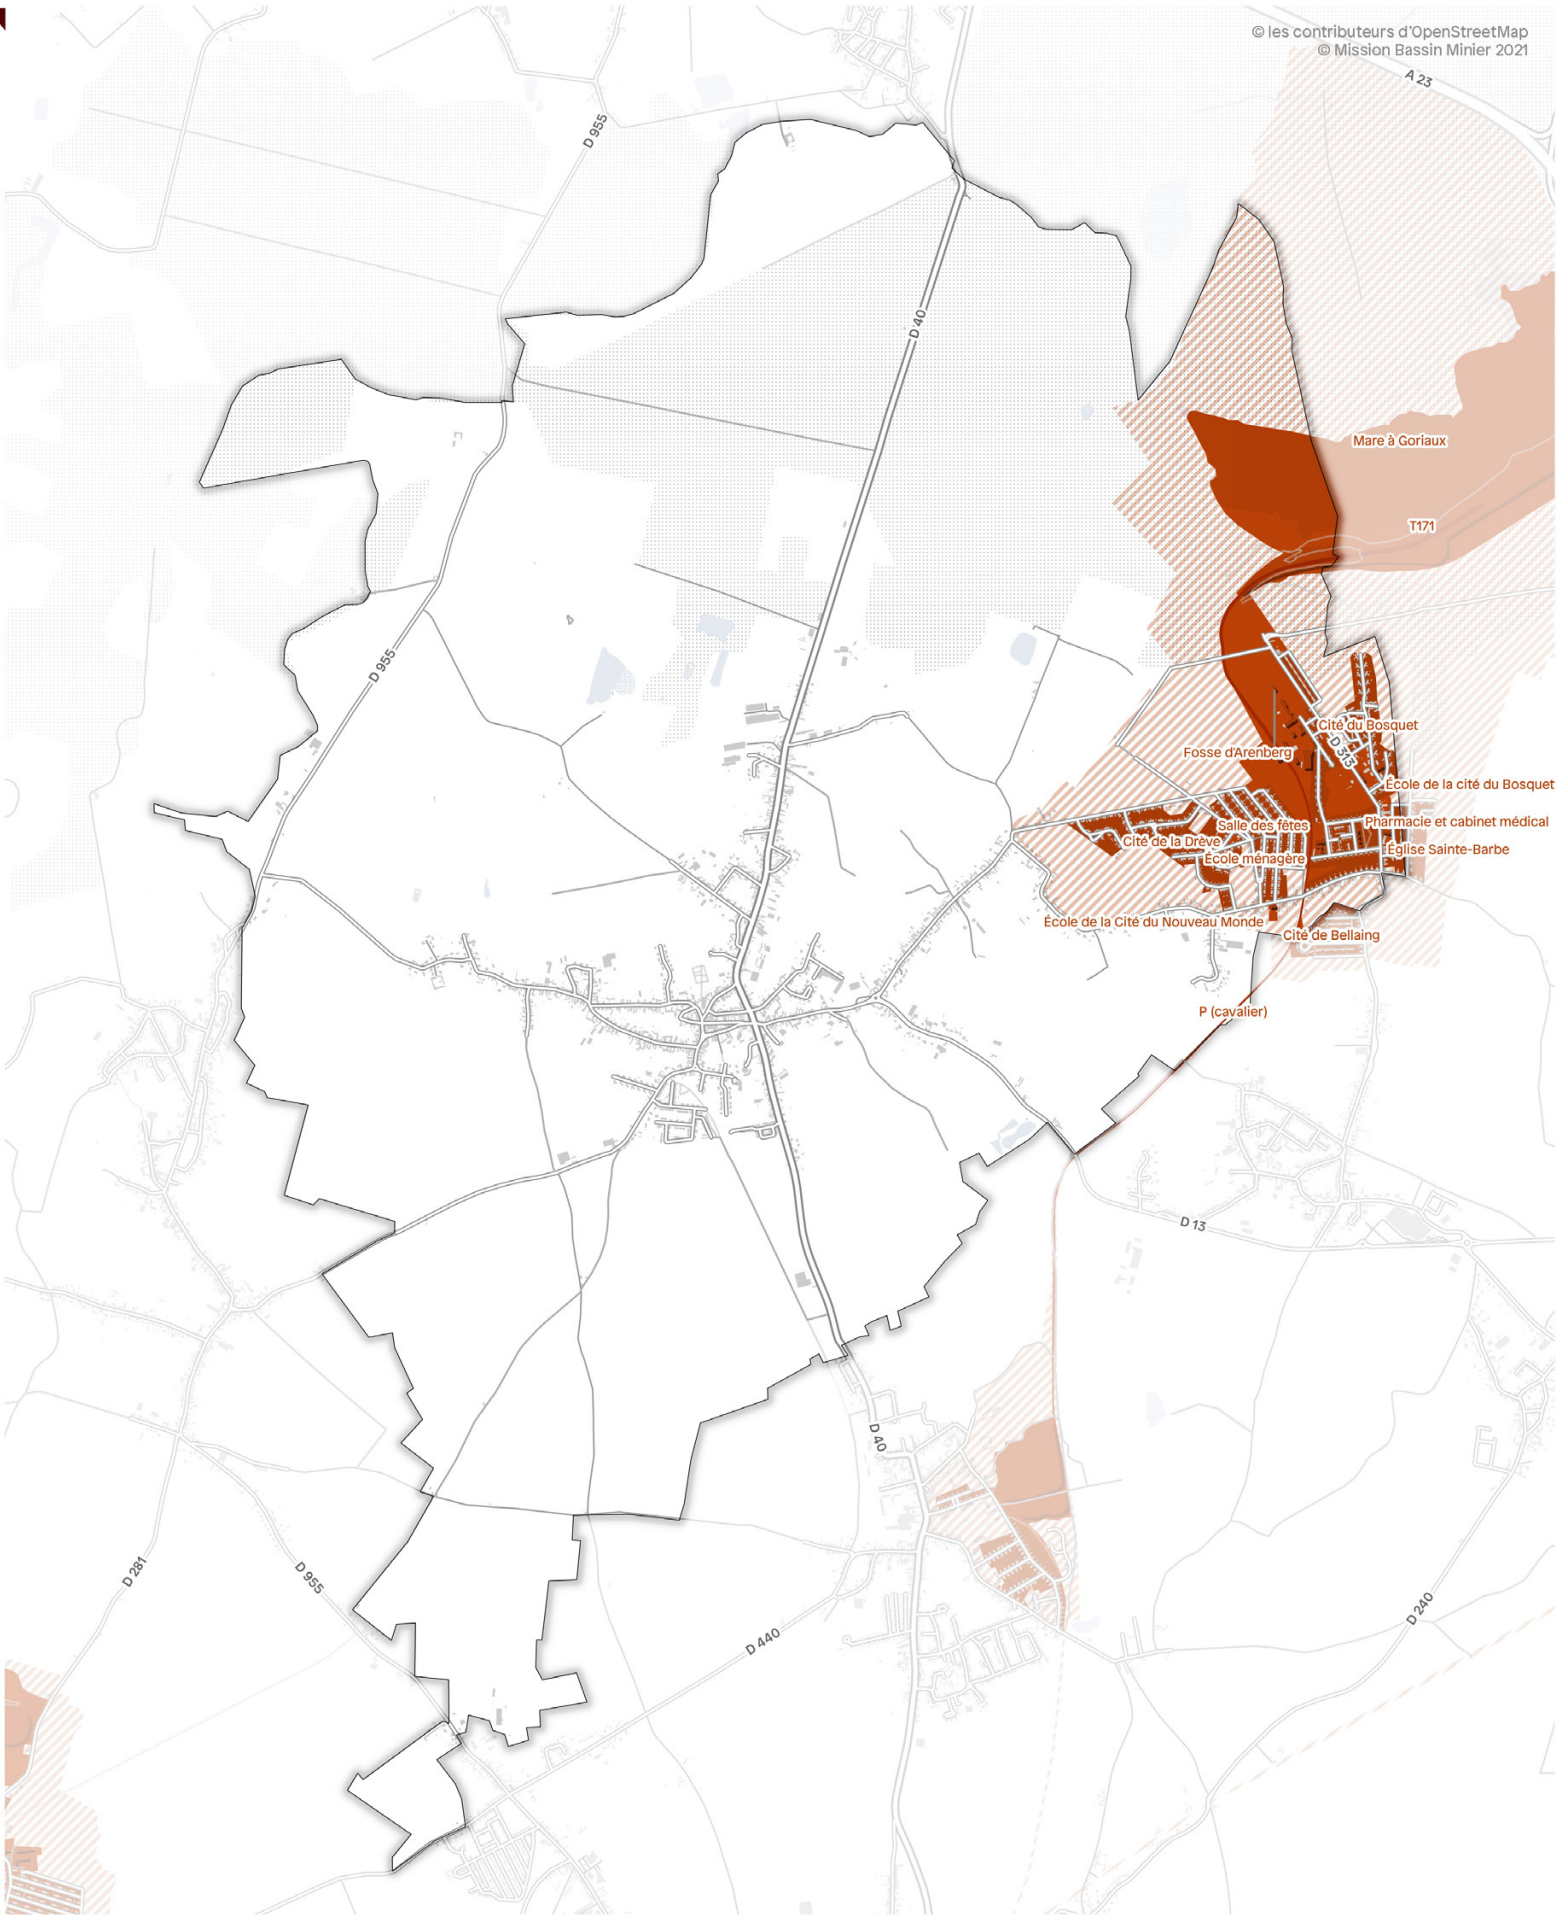 © les contributeurs d'OpenStreetMap
© Mission Bassin Minier 2021
A 23
D 955
D 40
Mare à Goriaux
T171
D 955
Cité du Bosquet
D 313
Fosse d'Arenberg
École de la cité du Bosquet
Salle des fêtes
Pharmacie et cabinet médical
Cité de la Drève
Église Sainte-Barbe
École ménagère
École de la Cité du Nouveau Monde
Cité de Bellaing
P (cavalier)
D 13
D 40
D 281
D 955
D 440
D 240